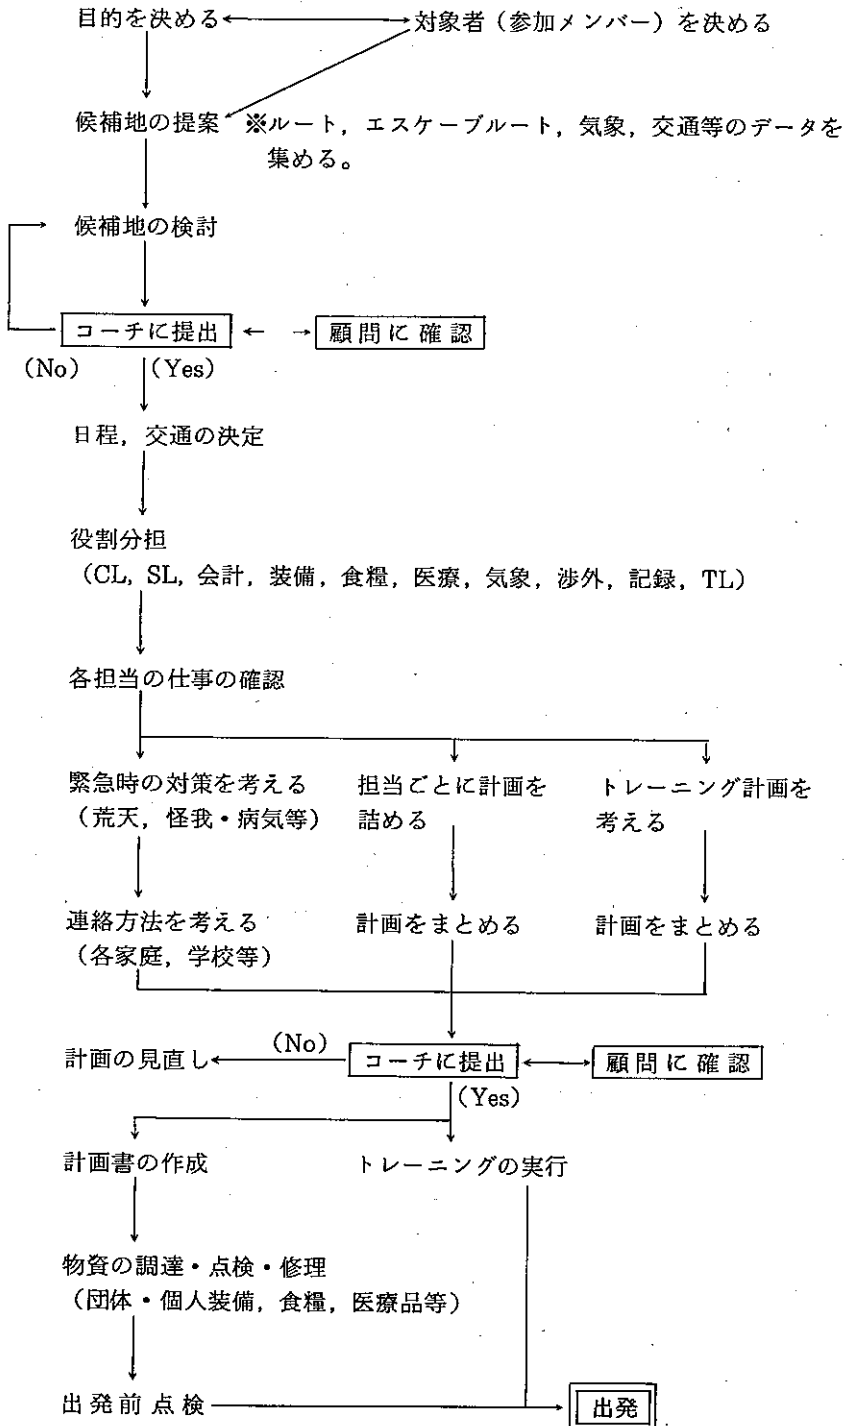 目的を決める
対象者（参加メンバー）を決める
候補地の提案
※ルート，エスケープルート，気象，交通等のデータを
集める。
候補地の検討
コーチに提出
顧問に確認
(No)
(Yes)
日程，交通の決定
役割分担
（CL, SL, 会計，装備，食糧，医療，気象，渉外，記録，TL）
各担当の仕事の確認
緊急時の対策を考える
（荒天，怪我・病気等）
担当ごとに計画を
詰める
トレーニング計画を
考える
連絡方法を考える
（各家庭，学校等）
計画をまとめる
計画をまとめる
計画の見直し
(No)
コーチに提出
顧問に確認
(Yes)
計画書の作成
トレーニングの実行
物資の調達・点検・修理
（団体・個人装備，食糧，医療品等）
出発前点検
出発